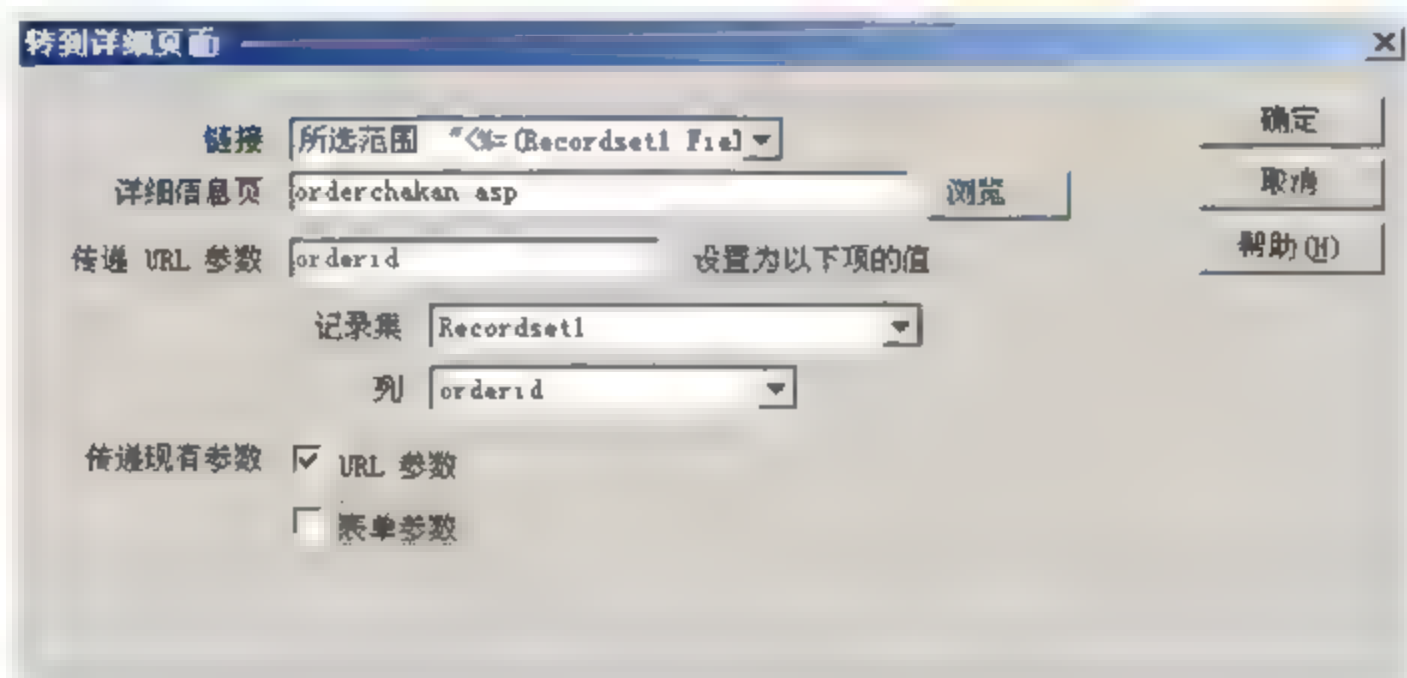 转到详细页面
链接 所选范围 "<%=(Recordset1 Fiel
确定
详细信息页 orderchakan asp 浏览
取消
传递 URL 参数 orderid 设置为以下项的值
帮助(H)
记录集 Recordset1
列 orderid
传递现有参数 URL 参数
表单参数